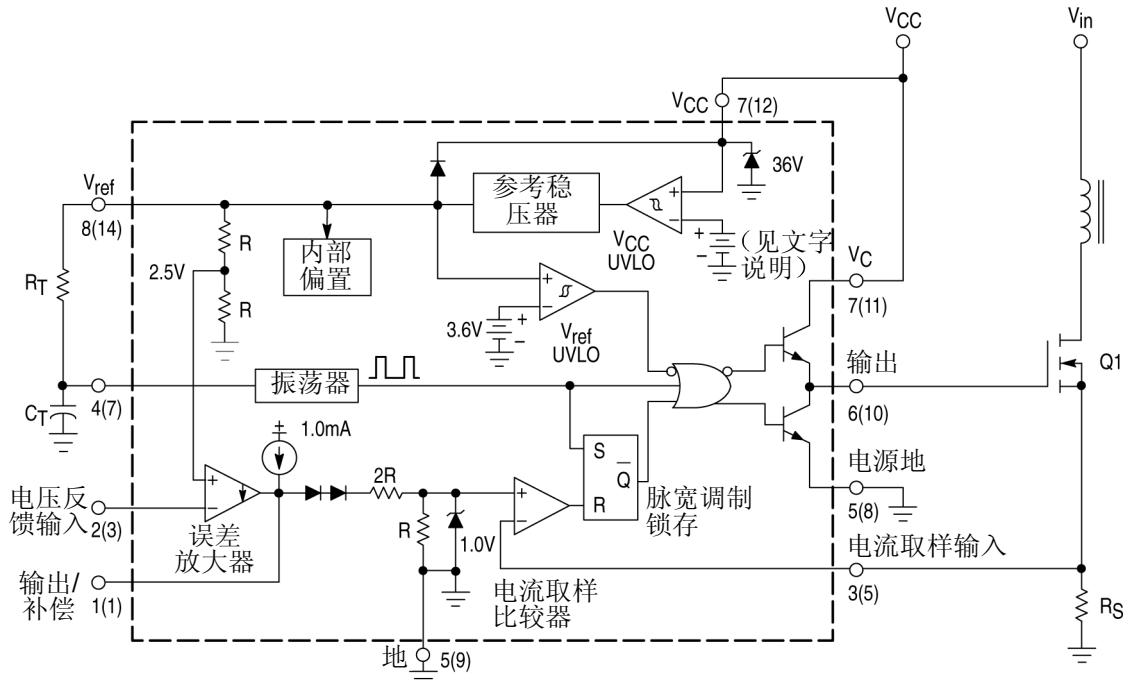 VCC
Vin
VCC 7(12)
36V
参考稳
压器
+
−
VCC
UVLO
+
−
（见文字
说明）
Vref
8(14)
R
2.5V
R
内部
偏置
RT
VC
7(11)
+
−
3.6V
+
−
Vref
UVLO
输出
6(10)
Q1
振荡器
4(7)
CT
+
1.0mA
S
Q
R
脉宽调制
锁存
电源地
5(8)
2R
+
−
电压反
馈输入
2(3)
误差
放大器
R
1.0V
+
−
电流取样
比较器
电流取样输入
3(5)
输出/
补偿
1(1)
RS
地
5(9)